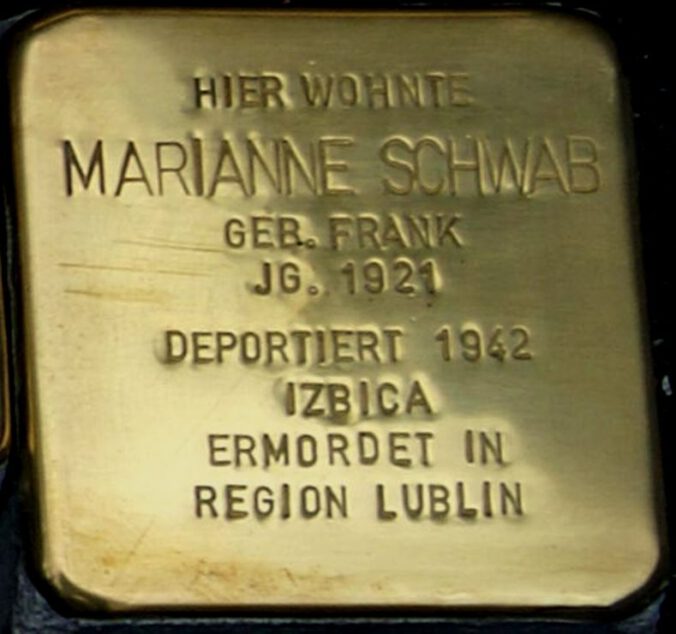 HIER WOHNTE
MARIANNE SCHWAB
GEB. FRANK
JG. 1921
DEPORTIERT 1942
IZBICA
ERMORDET IN
REGION LUBLIN